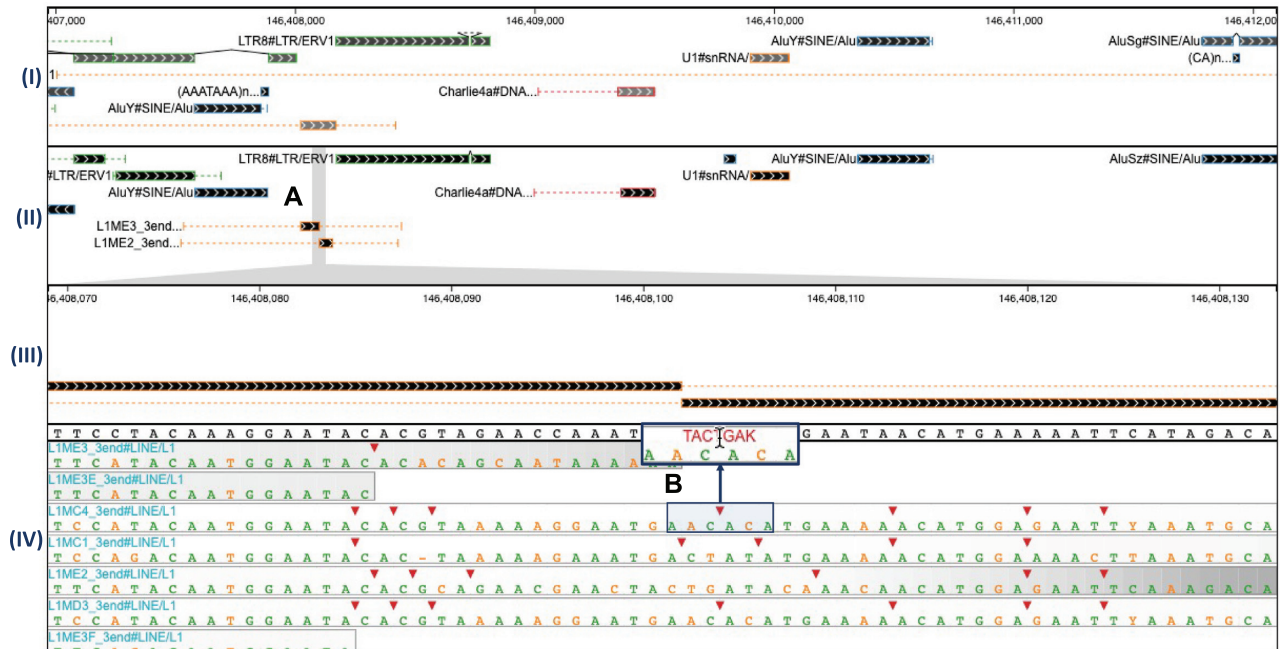 407,000 146,408,000 146,409,000 146,410,000 146,411,000 146,412,000
LTR8#LTR/ERV1 AluY#SINE/Alu AluSg#SINE/Alu
U1#snRNA/ (CA)n...
(I)
1
(AAATAAA)n... Charlie4a#DNA...
AluY#SINE/Alu
LTR8#LTR/ERV1 AluY#SINE/Alu AluSz#SINE/Alu
#LTR/ERV1 U1#snRNA/
AluY#SINE/Alu A Charlie4a#DNA...
(II)
L1ME3_3end...
L1ME2_3end...
146,408,070 146,408,080 146,408,090 146,408,100 146,408,110 146,408,120 146,408,130
(III)
T T C C T A C A A A G G A A T A C A C G T A G A A C C A A A T G A A T A A C A T G A A A A A T T C A T A G A C A
TAC GAK
A A C A C A
L1ME3_3end#LINE/L1
T T C A T A C A A T G G A A T A C A C A C A G C A A T A A A A
B
L1ME3E_3end#LINE/L1
T T C A T A C A A T G G A A T A C
L1MC4_3end#LINE/L1
T C C A T A C A A T G G A A T A C A C G T A A A A A G G A A T G A A C A C A T G A A A A A C A T G G A G A A T T Y A A A T G C A
(IV)
L1MC1_3end#LINE/L1
T C C A G A C A A T G G A A T A C A C - T A A A A A G A A A T G A C T A T A T G A A A A A C A T G G A A A A C T T A A A T G C A
L1ME2_3end#LINE/L1
T T C A T A C A A T G G A A T A C A C G C A G A A C G A A C T A C T G A T A C A A A C A A C A T G G A G A A T T C A A A G A C A
L1MD3_3end#LINE/L1
T C C A T A C A A T G G A A T A C A C G T A A A A A G G A A T G A A C A C A T G A A A A A C A T G G A G A A T T Y A A A T G C A
L1ME3F_3end#LINE/L1